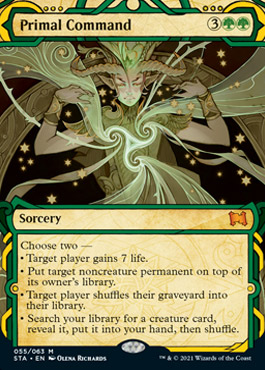 Primal Command 3
Sorcery
Choose two —
• Target player gains 7 life.
• Put target noncreature permanent on top of
its owner's library.
• Target player shuffles their graveyard into
their library.
• Search your library for a creature card,
reveal it, put it into your hand, then shuffle.
055/063 M
STA • EN OLENA RICHARDS
™ & © 2021 Wizards of the Coast